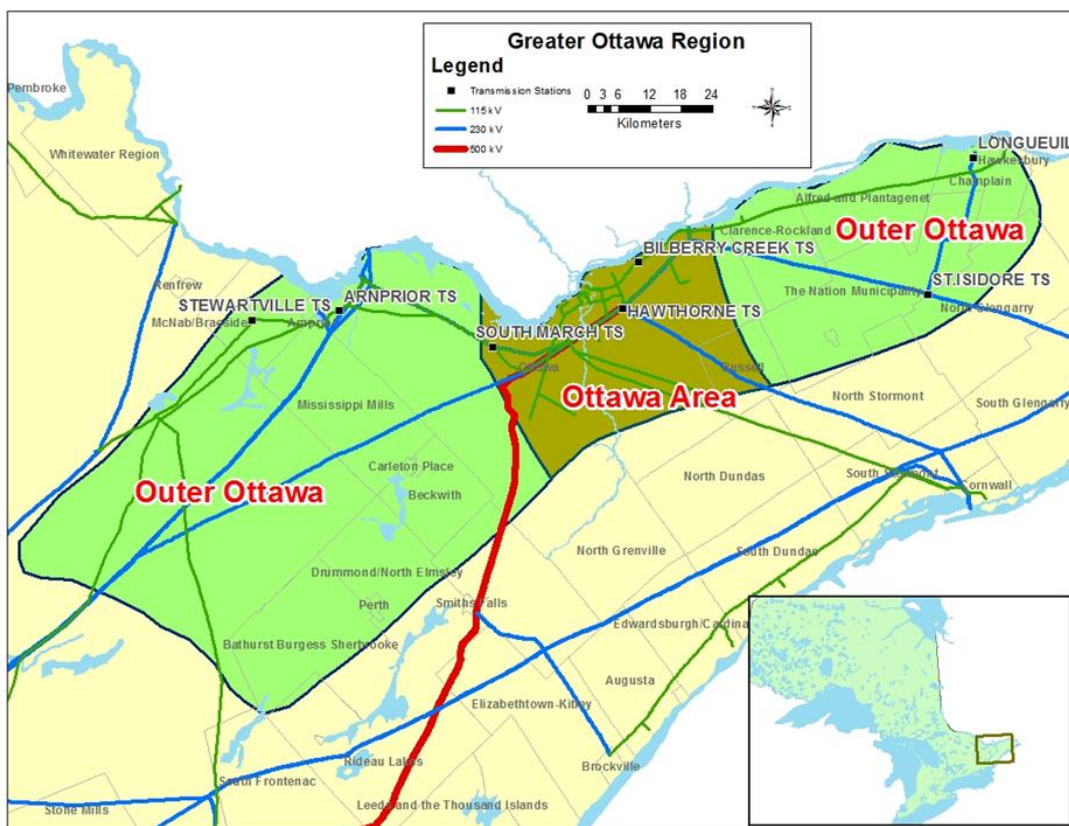 Greater Ottawa Region
Legend
Transmission Stations
115 kV
230 kV
500 kV
0 3 6 12 18 24
Kilometers
Pembroke
Whitewater Region
LONGUEUIL
Hawkesbury
Champlain
Alfred and Plantagenet
Clarence-Rockland
Outer Ottawa
BILBERRY CREEK TS
ST.ISIDORE TS
The Nation Municipality
North Glengarry
Renfrew
ARNPRIOR TS
STEWARTVILLE TS
McNab/Braeside
HAWTHORNE TS
SOUTH MARCH TS
Ottawa
Russell
Ottawa Area
North Stormont
South Glengarry
Mississippi Mills
Carleton Place
Beckwith
Outer Ottawa
North Dundas
South Stormont
Cornwall
North Grenville
South Dundas
Drummond/North Elmsley
Smiths Falls
Perth
Bathurst Burgess Sherbrooke
Edwardsburgh/Cardina
Augusta
Elizabethtown-Kitley
Brockville
Rideau Lakes
South Frontenac
Leeds and the Thousand Islands
Stone Mills